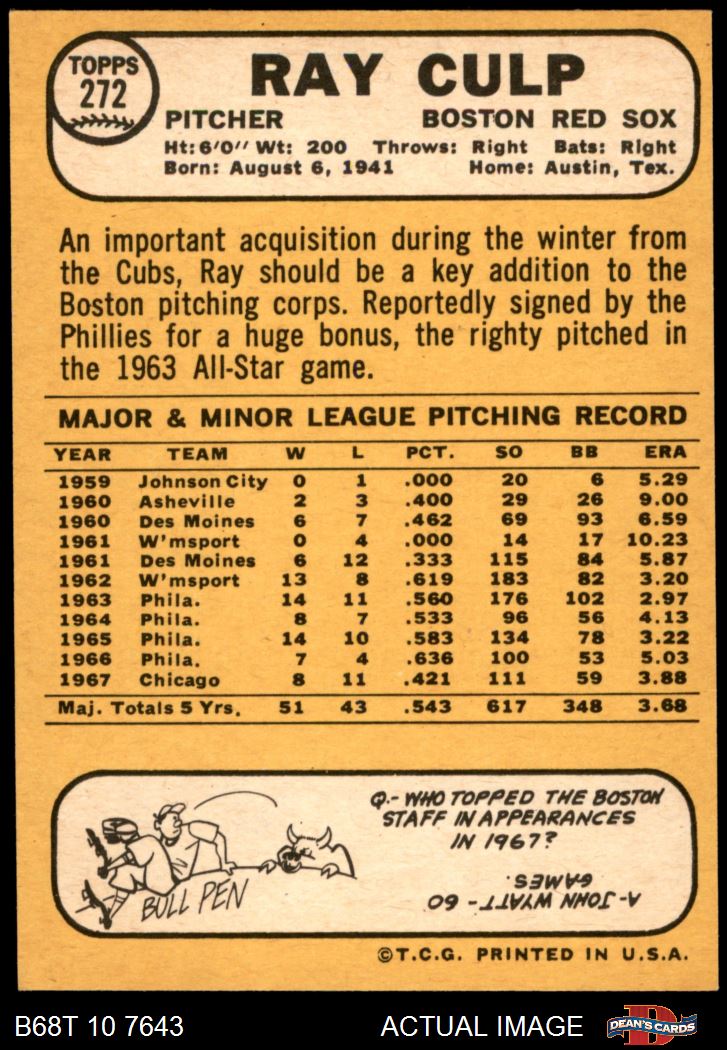 TOPPS
272
RAY CULP
PITCHER BOSTON RED SOX
Ht: 6'0" Wt: 200 Throws: Right Bats: Right
Born: August 6, 1941 Home: Austin, Tex.
An important acquisition during the winter from
the Cubs, Ray should be a key addition to the
Boston pitching corps. Reportedly signed by the
Phillies for a huge bonus, the righty pitched in
the 1963 All-Star game.
MAJOR & MINOR LEAGUE PITCHING RECORD
YEAR TEAM W L PCT. SO BB ERA
1959 Johnson City 0 1 .000 20 6 5.29
1960 Asheville 2 3 .400 29 26 9.00
1960 Des Moines 6 7 .462 69 93 6.59
1961 W'msport 0 4 .000 14 17 10.23
1961 Des Moines 6 12 .333 115 84 5.87
1962 W'msport 13 8 .619 183 82 3.20
1963 Phila. 14 11 .560 176 102 2.97
1964 Phila. 8 7 .533 96 56 4.13
1965 Phila. 14 10 .583 134 78 3.22
1966 Phila. 7 4 .636 100 53 5.03
1967 Chicago 8 11 .421 111 59 3.88
Maj. Totals 5 Yrs. 51 43 .543 617 348 3.68
BULL PEN
Q.- WHO TOPPED THE BOSTON
STAFF IN APPEARANCES
IN 1967?
A- JOHN WYATT - 60
GAMES.
©T.C.G. PRINTED IN U.S.A.
B68T 10 7643 ACTUAL IMAGE
D
DEAN'S CARDS